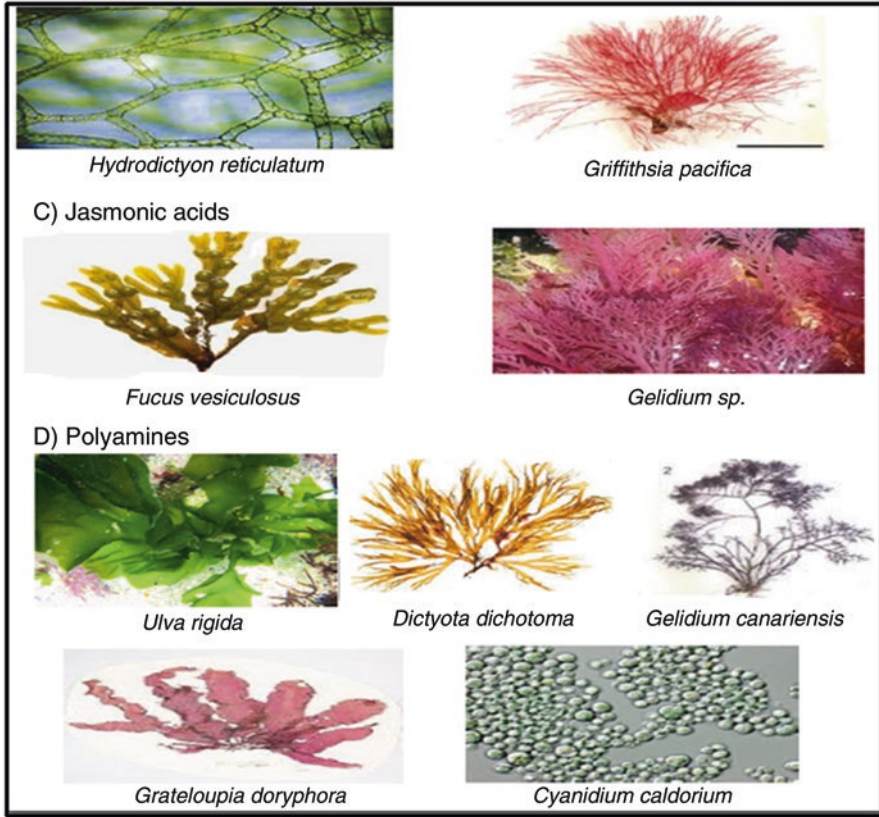 Hydrodictyon reticulatum
Griffithsia pacifica
C) Jasmonic acids
Fucus vesiculosus
Gelidium sp.
D) Polyamines
2
Ulva rigida
Dictyota dichotoma
Gelidium canariensis
Grateloupia doryphora
Cyanidium caldorium